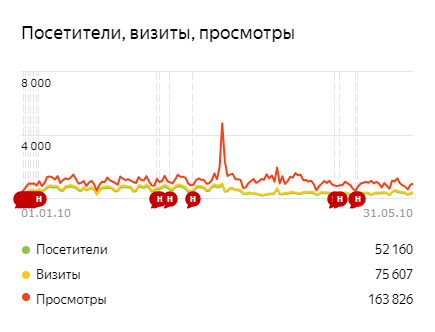 Посетители, визиты, просмотры
8 000
4 000
н н н н н н
01.01.10 31.05.10
Посетители 52 160
Визиты 75 607
Просмотры 163 826